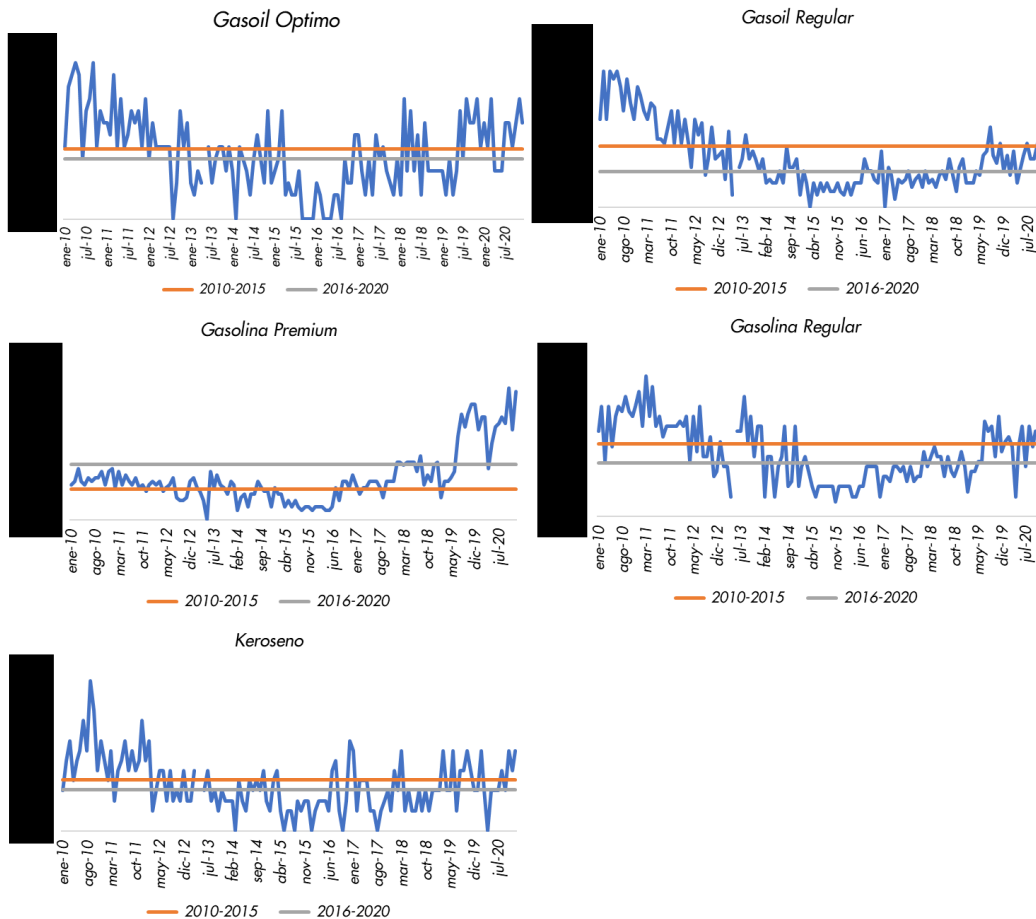 Gasoil Optimo
ene-10 jul-10 ene-11 jul-11 ene-12 jul-12 ene-13 jul-13 ene-14 jul-14 ene-15 jul-15 ene-16 jul-16 ene-17 jul-17 ene-18 jul-18 ene-19 jul-19 ene-20 jul-20
2010-2015 2016-2020
Gasoil Regular
ene-10 ago-10 mar-11 oct-11 may-12 dic-12 jul-13 feb-14 sep-14 abr-15 nov-15 jun-16 ene-17 ago-17 mar-18 oct-18 may-19 dic-19 jul-20
2010-2015 2016-2020
Gasolina Premium
ene-10 ago-10 mar-11 oct-11 may-12 dic-12 jul-13 feb-14 sep-14 abr-15 nov-15 jun-16 ene-17 ago-17 mar-18 oct-18 may-19 dic-19 jul-20
2010-2015 2016-2020
Gasolina Regular
ene-10 ago-10 mar-11 oct-11 may-12 dic-12 jul-13 feb-14 sep-14 abr-15 nov-15 jun-16 ene-17 ago-17 mar-18 oct-18 may-19 dic-19 jul-20
2010-2015 2016-2020
Keroseno
ene-10 ago-10 mar-11 oct-11 may-12 dic-12 jul-13 feb-14 sep-14 abr-15 nov-15 jun-16 ene-17 ago-17 mar-18 oct-18 may-19 dic-19 jul-20
2010-2015 2016-2020